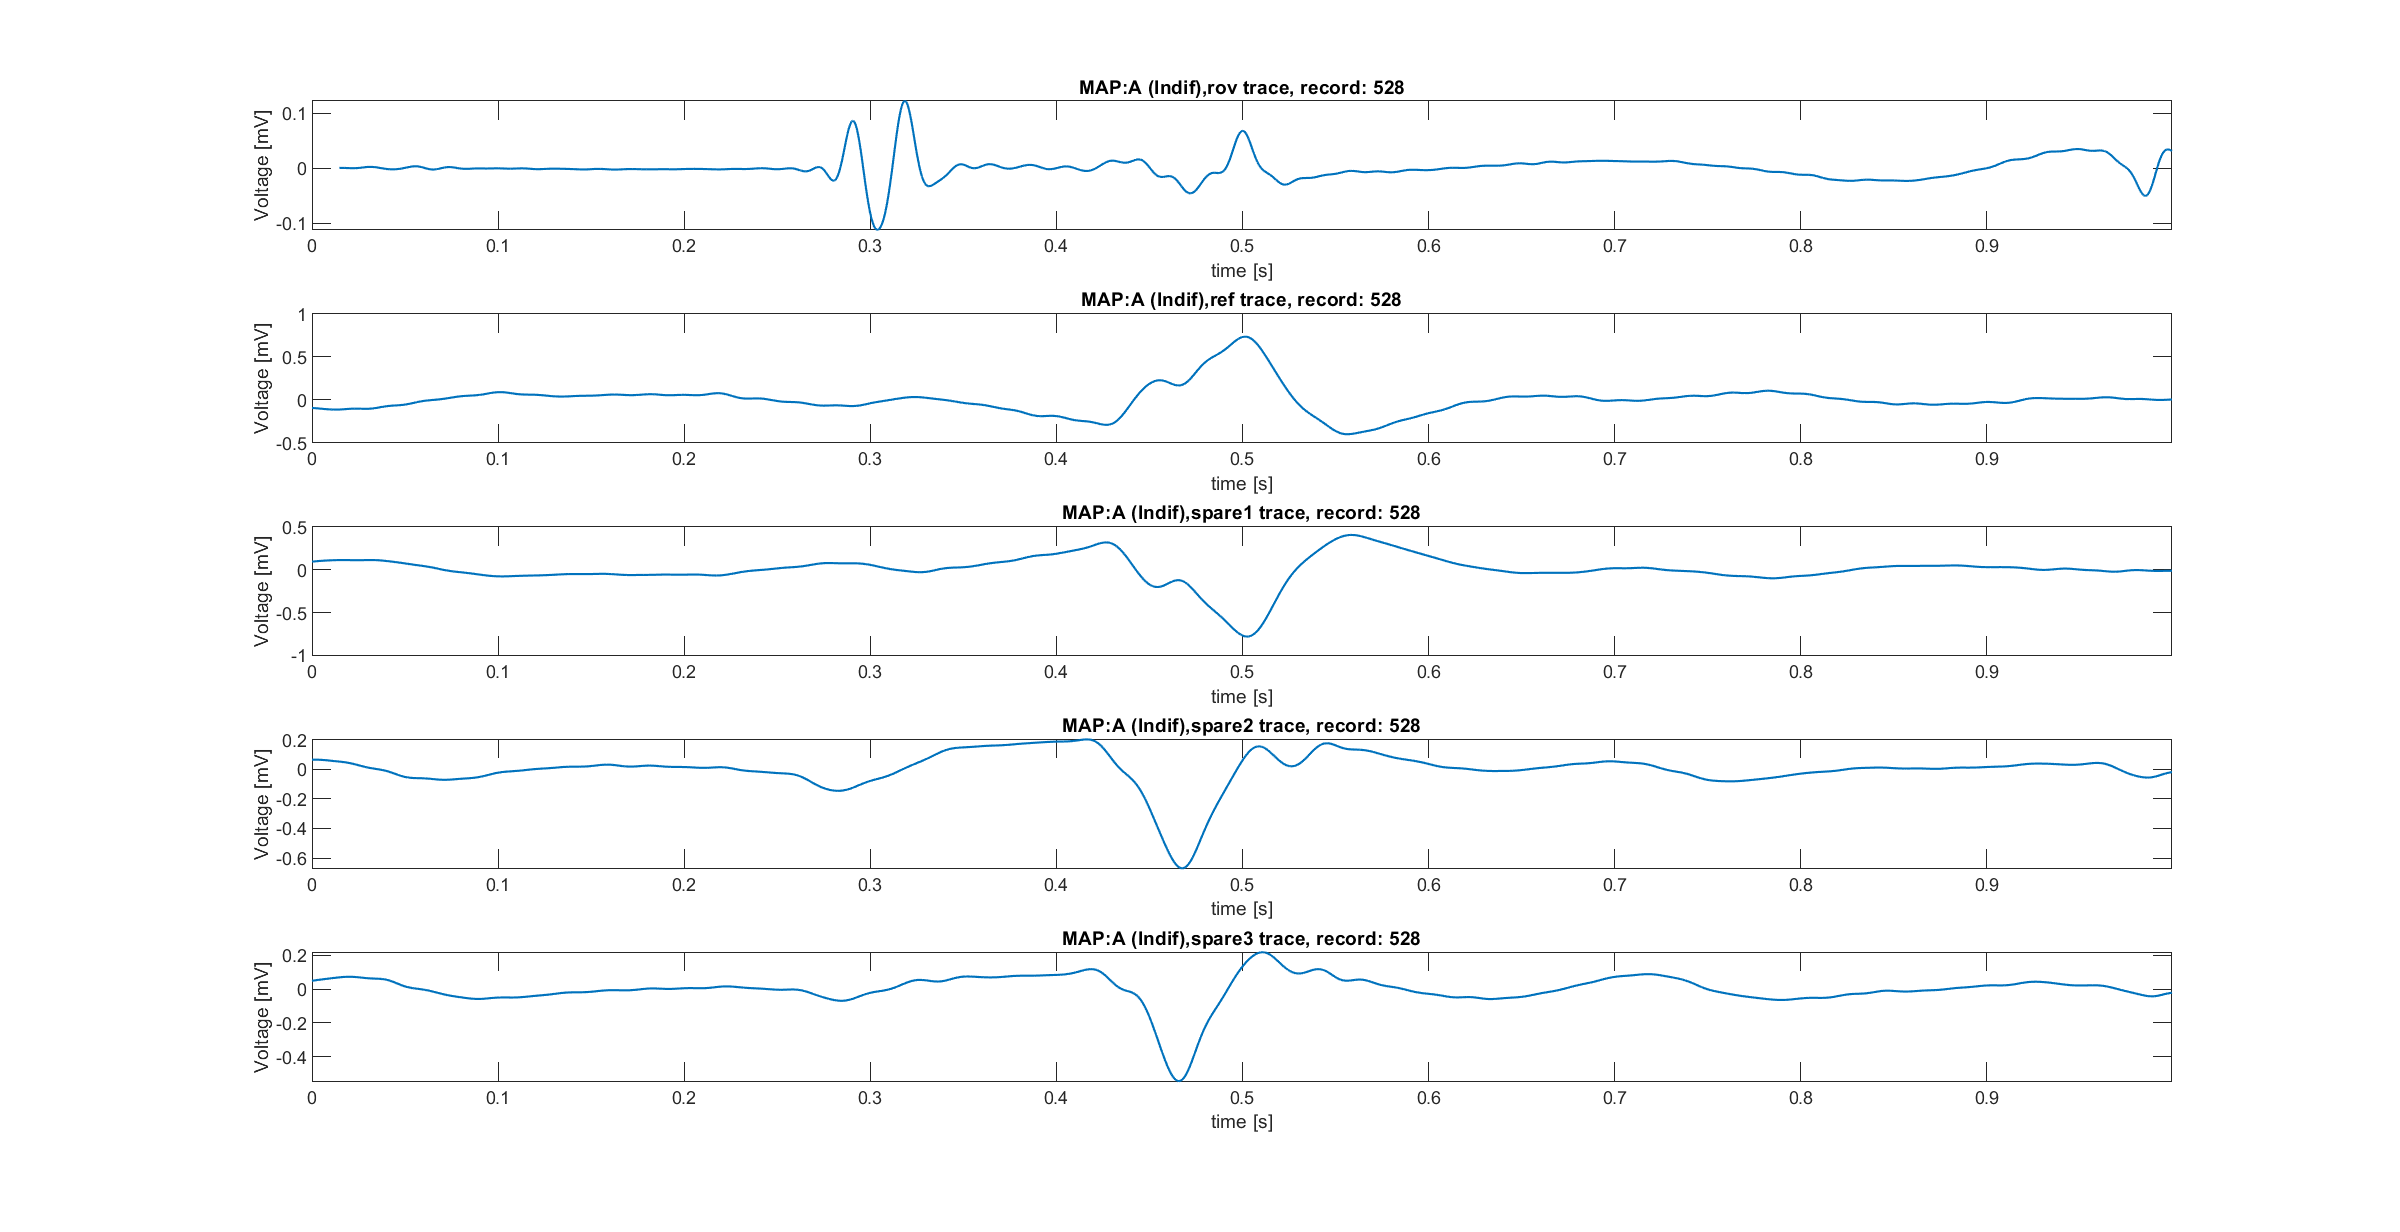 MAP:A (Indif),rov trace, record: 528
Voltage [mV]
0.1
0
-0.1
0 0.1 0.2 0.3 0.4 0.5 0.6 0.7 0.8 0.9
time [s]
MAP:A (Indif),ref trace, record: 528
Voltage [mV]
1
0.5
0
-0.5
0 0.1 0.2 0.3 0.4 0.5 0.6 0.7 0.8 0.9
time [s]
MAP:A (Indif),spare1 trace, record: 528
Voltage [mV]
0.5
0
-0.5
-1
0 0.1 0.2 0.3 0.4 0.5 0.6 0.7 0.8 0.9
time [s]
MAP:A (Indif),spare2 trace, record: 528
Voltage [mV]
0.2
0
-0.2
-0.4
-0.6
0 0.1 0.2 0.3 0.4 0.5 0.6 0.7 0.8 0.9
time [s]
MAP:A (Indif),spare3 trace, record: 528
Voltage [mV]
0.2
0
-0.2
-0.4
0 0.1 0.2 0.3 0.4 0.5 0.6 0.7 0.8 0.9
time [s]